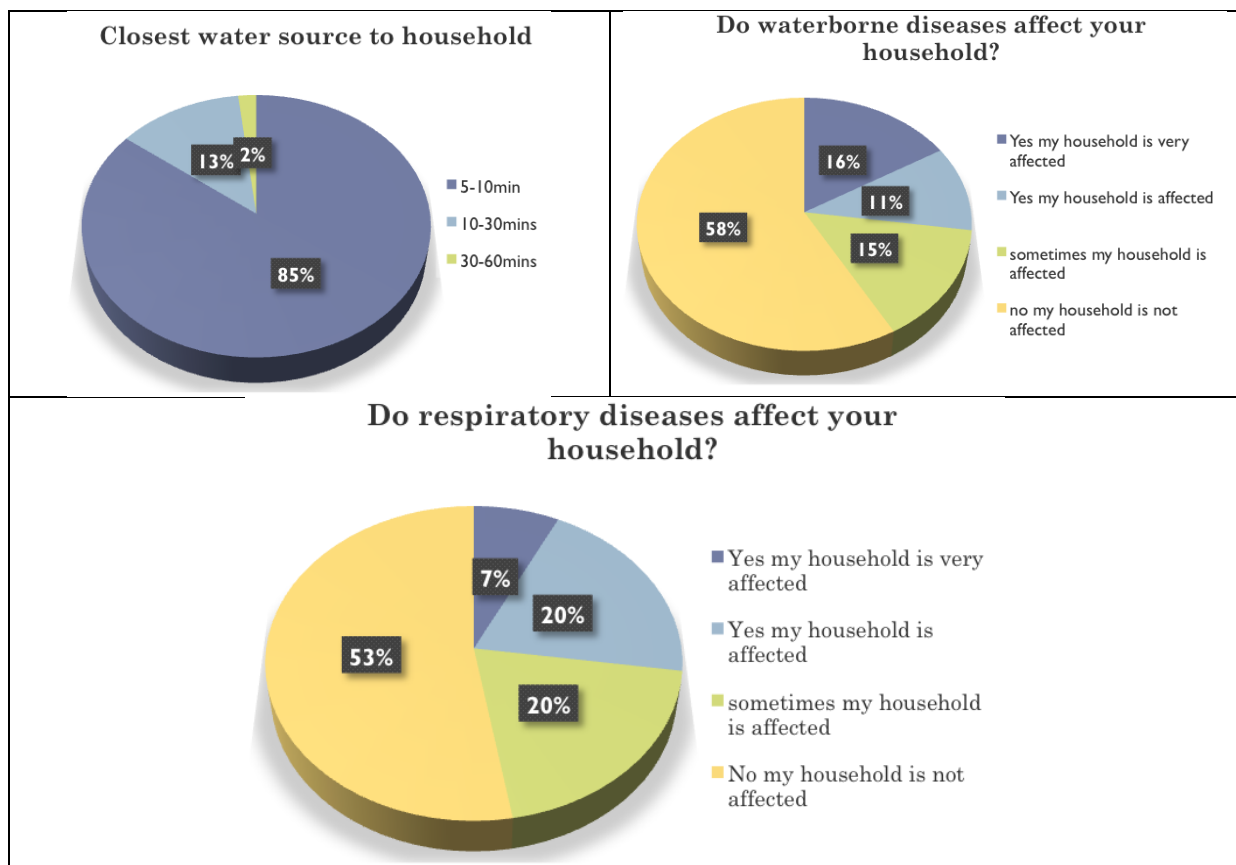 Closest water source to household
13%
2%
85%
5-10min
10-30mins
30-60mins
Do waterborne diseases affect your
household?
16%
11%
15%
58%
Yes my household is very
affected
Yes my household is affected
sometimes my household is
affected
no my household is not
affected
Do respiratory diseases affect your
household?
7%
20%
20%
53%
Yes my household is very
affected
Yes my household is
affected
sometimes my household
is affected
No my household is not
affected